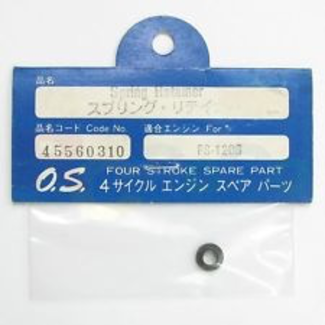 品名
Spring Retainer
スプリング・リテイ
品名コード Code No.
適合エンジン For
45560310
FS-120S
O.S. FOUR STROKE SPARE PART
4サイクル エンジン スペア パーツ